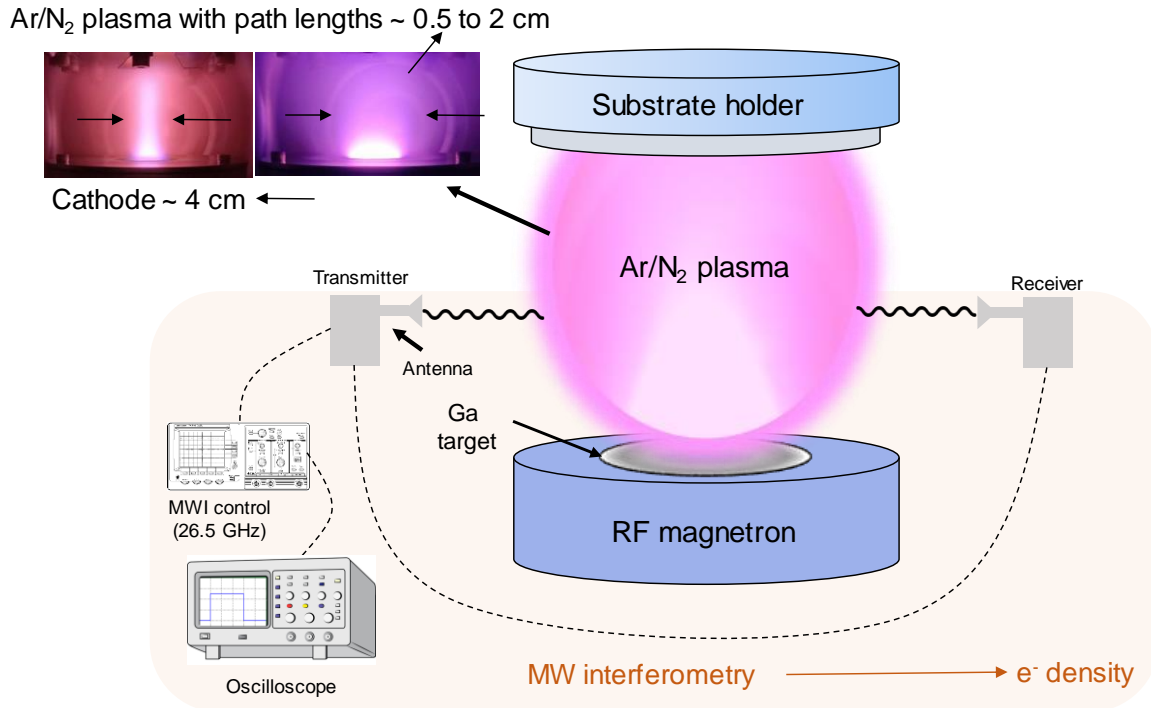 Ar/N₂ plasma with path lengths ~ 0.5 to 2 cm
Substrate holder
Cathode ~ 4 cm
Ar/N₂ plasma
Transmitter
Receiver
Antenna
Ga
target
MWI control
(26.5 GHz)
RF magnetron
Oscilloscope
MW interferometry
e⁻ density